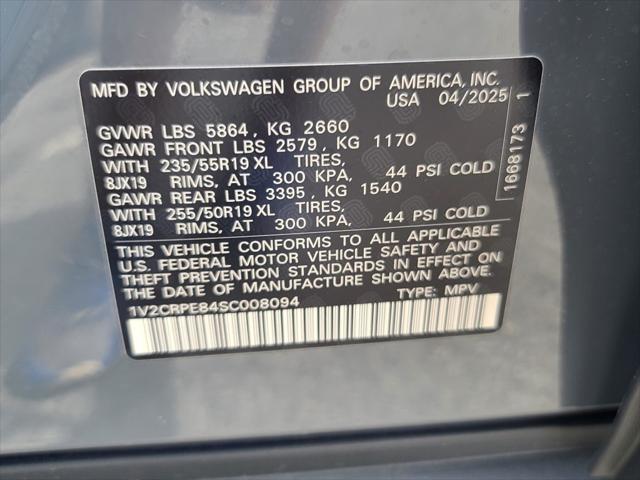 MFD BY VOLKSWAGEN GROUP OF AMERICA, INC.
USA 04/2025
GVWR LBS 5864, KG 2660
GAWR FRONT LBS 2579, KG 1170
WITH 235/55R19 XL TIRES,
8JX19 RIMS, AT 300 KPA, 44 PSI COLD
GAWR REAR LBS 3395, KG 1540
WITH 255/50R19 XL TIRES,
8JX19 RIMS, AT 300 KPA, 44 PSI COLD
THIS VEHICLE CONFORMS TO ALL APPLICABLE
U.S. FEDERAL MOTOR VEHICLE SAFETY AND
THEFT PREVENTION STANDARDS IN EFFECT ON
THE DATE OF MANUFACTURE SHOWN ABOVE.
1V2CRPE84SC008094 TYPE: MPV
1668173 1